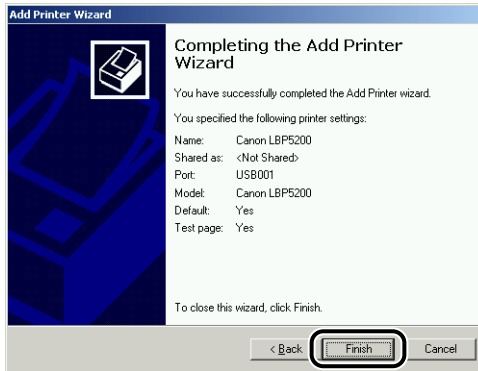 Add Printer Wizard
Completing the Add Printer
Wizard
You have successfully completed the Add Printer wizard.
You specified the following printer settings:
Name: Canon LBP5200
Shared as: <Not Shared>
Port: USB001
Model: Canon LBP5200
Default: Yes
Test page: Yes
To close this wizard, click Finish.
< Back Finish Cancel